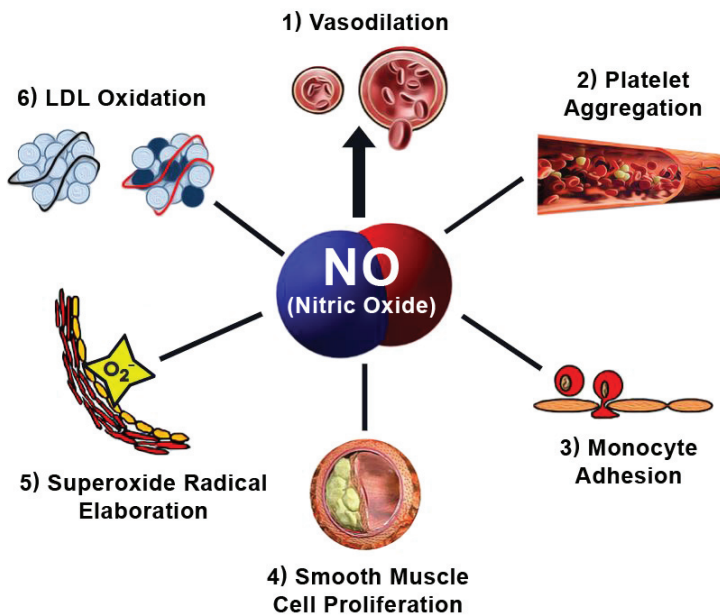 1) Vasodilation
2) Platelet
Aggregation
3) Monocyte
Adhesion
4) Smooth Muscle
Cell Proliferation
5) Superoxide Radical
Elaboration
6) LDL Oxidation
NO
(Nitric Oxide)
O₂⁻